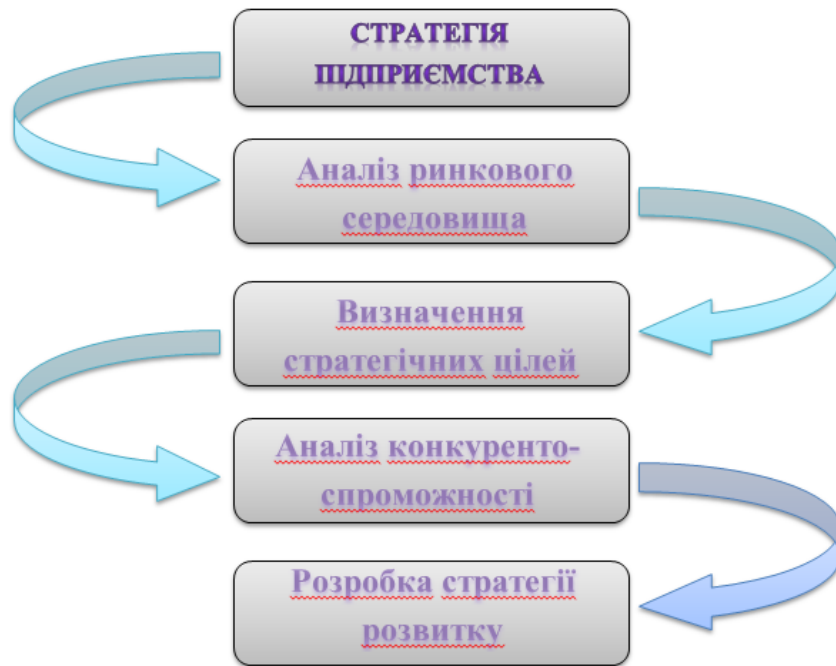 СТРАТЕГІЯ
ПІДПРИЄМСТВА
Аналіз ринкового
середовища
Визначення
стратегічних цілей
Аналіз конкуренто-
спроможності
Розробка стратегії
розвитку